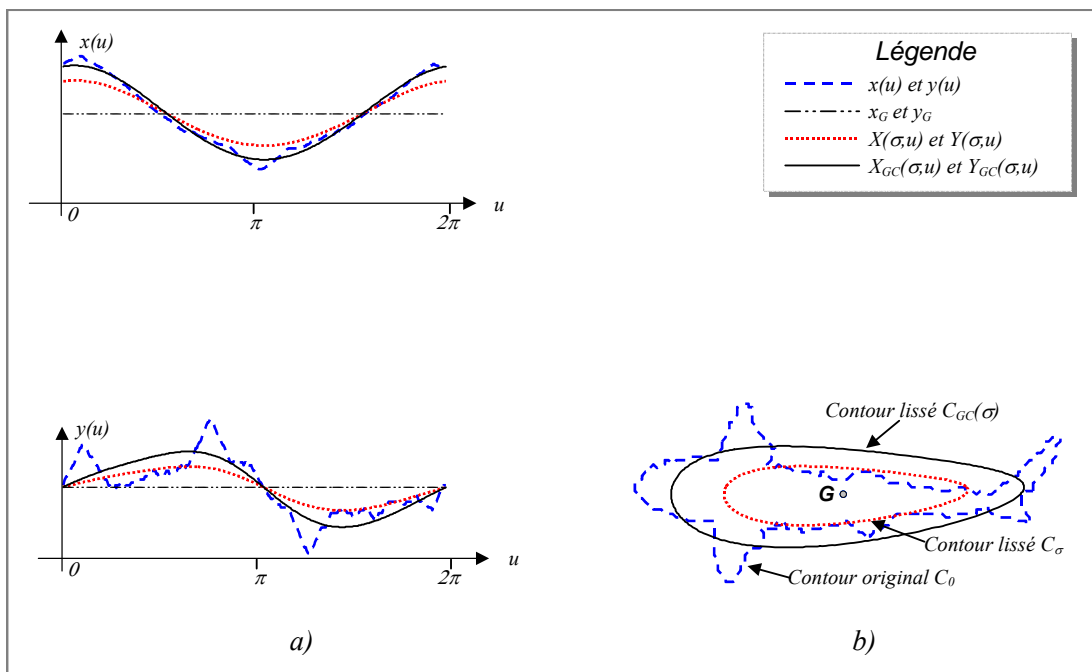 x(u)
0
π
2π
u
Légende
x(u) et y(u)
x_G et y_G
X(σ,u) et Y(σ,u)
X_GC(σ,u) et Y_GC(σ,u)
y(u)
0
π
2π
u
a)
Contour lissé C_GC(σ)
G
Contour lissé C_σ
Contour original C_0
b)